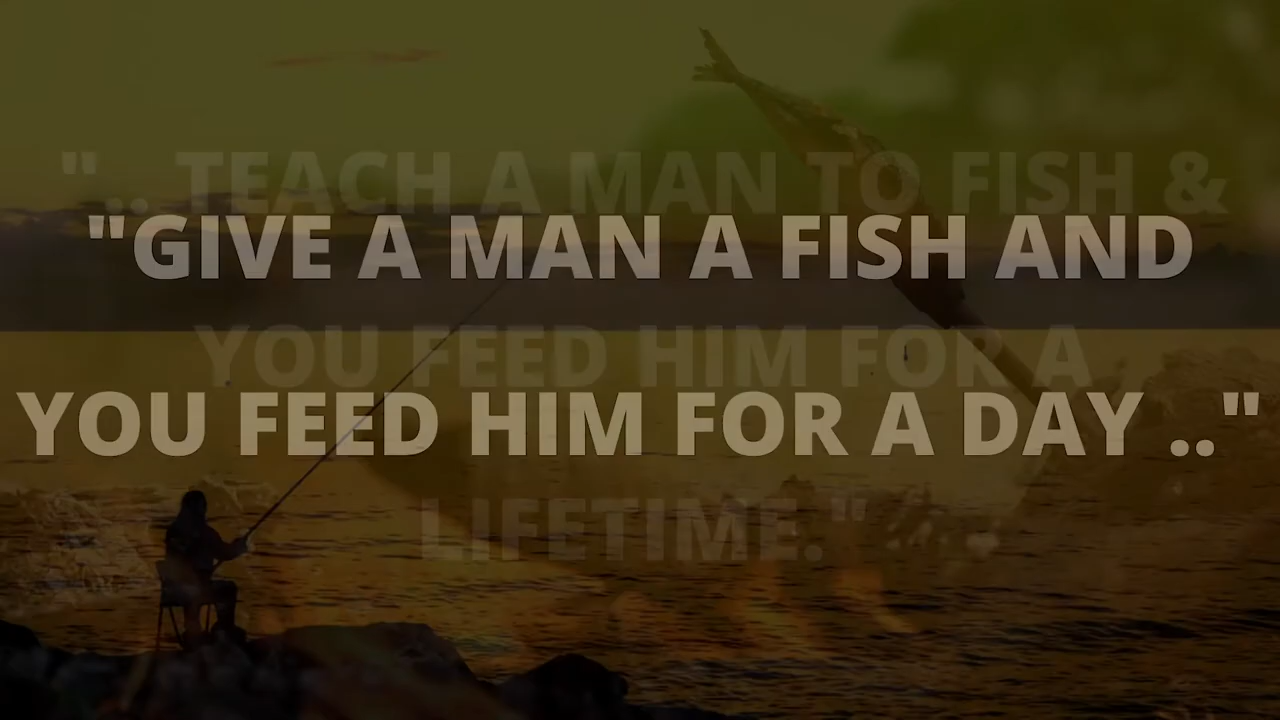 ".. TEACH A MAN TO FISH &
"GIVE A MAN A FISH AND
YOU FEED HIM FOR A
YOU FEED HIM FOR A DAY .."
LIFETIME."